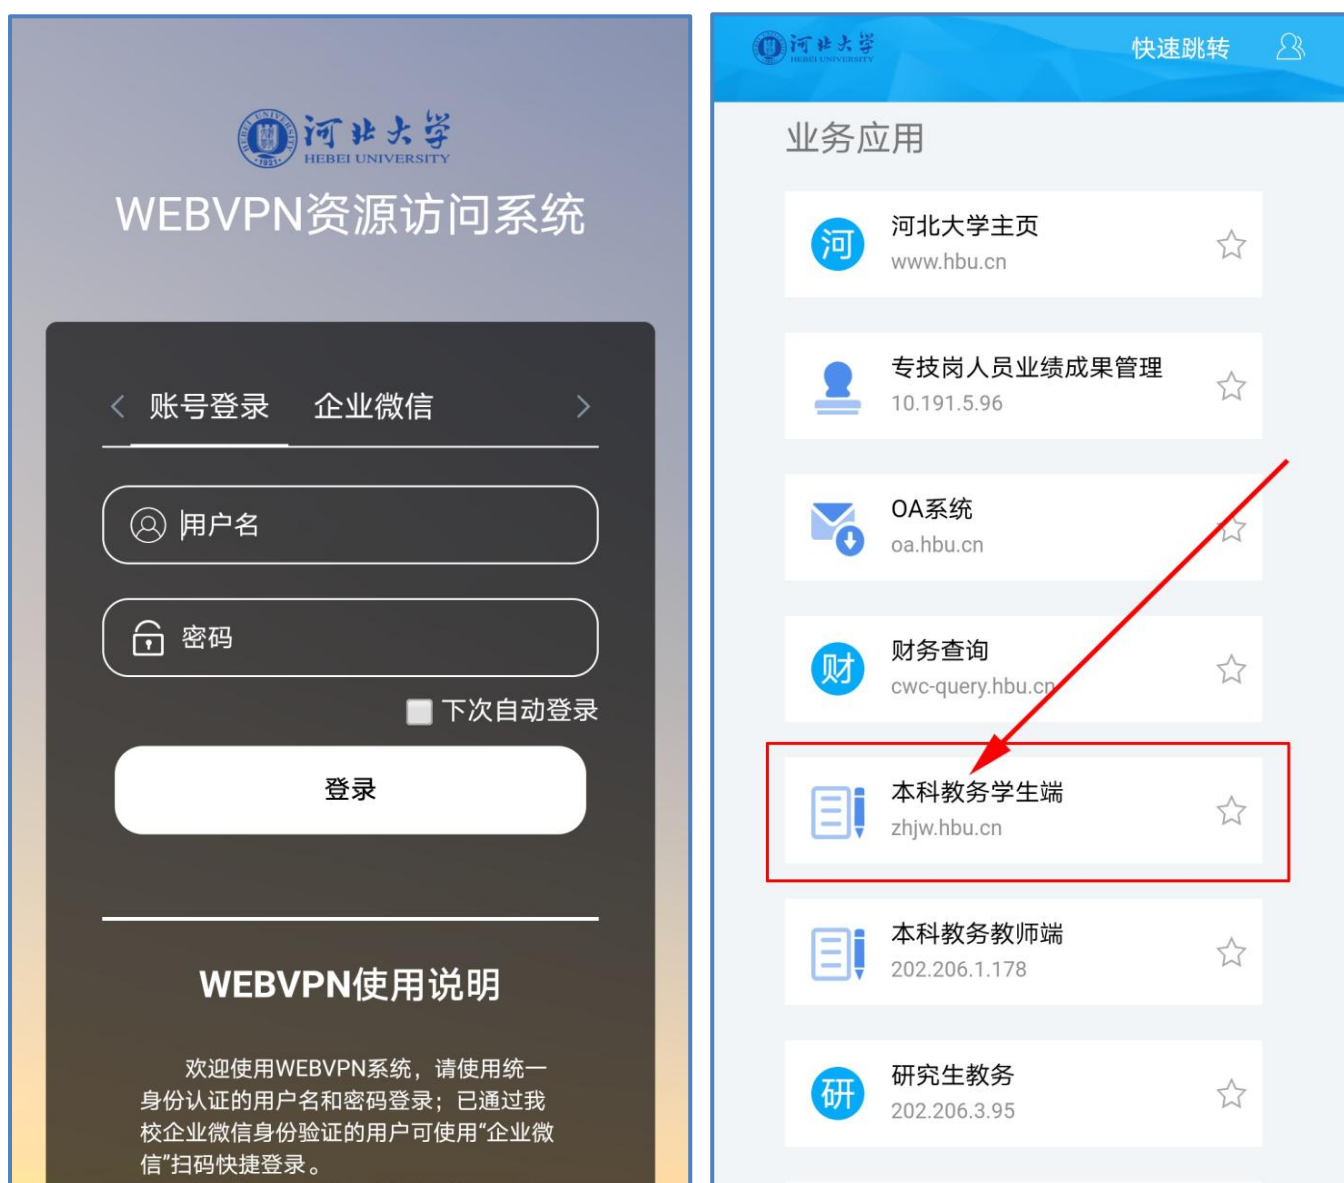 河北大学
HEBEI UNIVERSITY
WEBVPN资源访问系统
账号登录 企业微信
用户名
密码
下次自动登录
登录
WEBVPN使用说明
欢迎使用WEBVPN系统，请使用统一
身份认证的用户名和密码登录；已通过我
校企业微信身份验证的用户可使用“企业微
信”扫码快捷登录。
河北大学
HEBEI UNIVERSITY
快速跳转
业务应用
河
河北大学主页
www.hbu.cn
专技岗人员业绩成果管理
10.191.5.96
OA系统
oa.hbu.cn
财
财务查询
cwc-query.hbu.cn
本科教务学生端
zhjw.hbu.cn
本科教务教师端
202.206.1.178
研
研究生教务
202.206.3.95